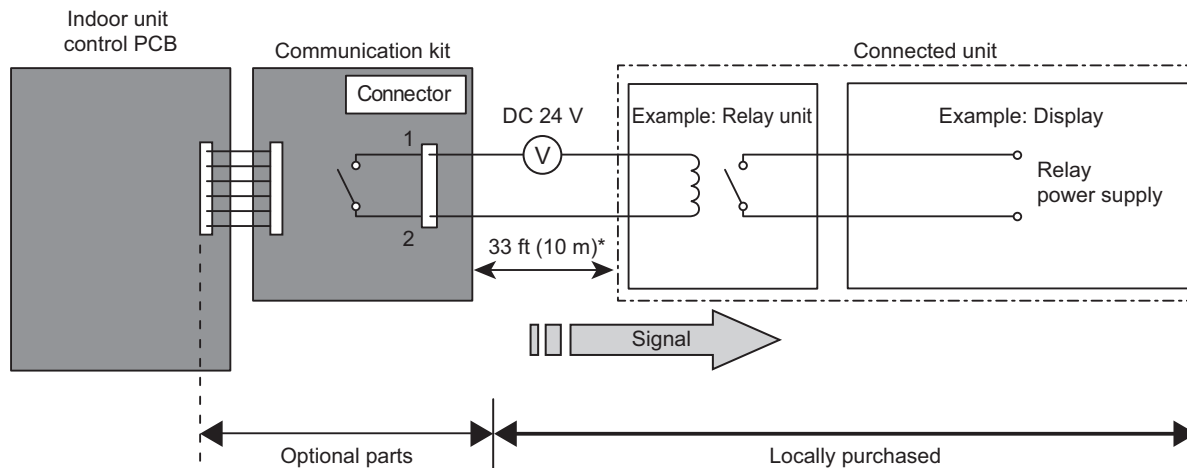 Indoor unit
control PCB
Communication kit
Connector
1
2
DC 24 V
V
33 ft (10 m)*
Connected unit
Example: Relay unit
Example: Display
Relay
power supply
Signal
Optional parts
Locally purchased